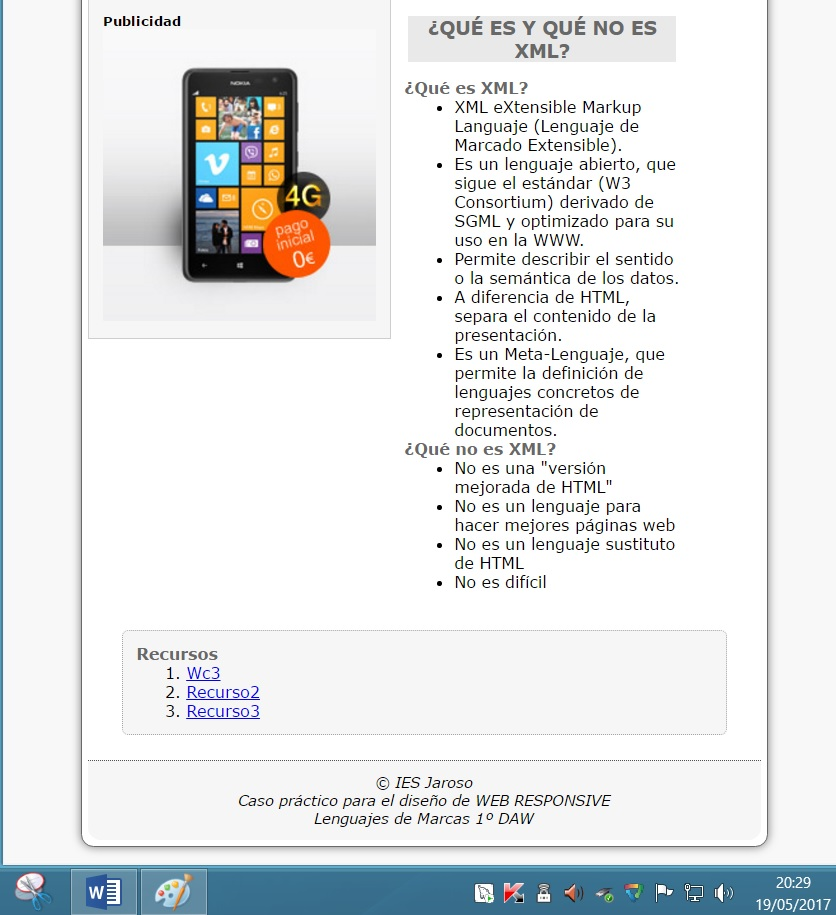 Publicidad
NOKIA
4G
pago
inicial
0€
¿QUÉ ES Y QUÉ NO ES
XML?
¿Qué es XML?
XML eXtensible Markup
Languaje (Lenguaje de
Marcado Extensible).
Es un lenguaje abierto, que
sigue el estándar (W3
Consortium) derivado de
SGML y optimizado para su
uso en la WWW.
Permite describir el sentido
o la semántica de los datos.
A diferencia de HTML,
separa el contenido de la
presentación.
Es un Meta-Lenguaje, que
permite la definición de
lenguajes concretos de
representación de
documentos.
¿Qué no es XML?
No es una "versión
mejorada de HTML"
No es un lenguaje para
hacer mejores páginas web
No es un lenguaje sustituto
de HTML
No es difícil
Recursos
1. Wc3
2. Recurso2
3. Recurso3
© IES Jaroso
Caso práctico para el diseño de WEB RESPONSIVE
Lenguajes de Marcas 1º DAW
20:29
19/05/2017